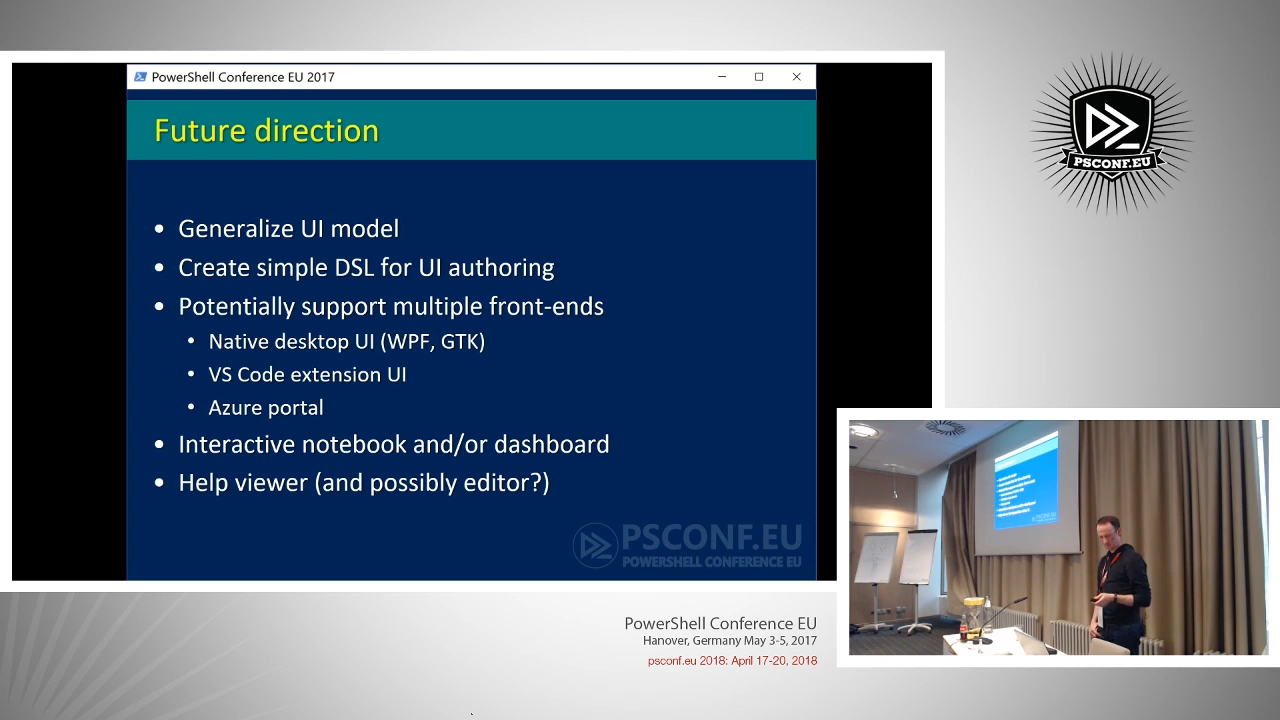 PowerShell Conference EU 2017
Future direction
• Generalize UI model
• Create simple DSL for UI authoring
• Potentially support multiple front-ends
• Native desktop UI (WPF, GTK)
• VS Code extension UI
• Azure portal
• Interactive notebook and/or dashboard
• Help viewer (and possibly editor?)
PSCONF.EU
POWERSHELL CONFERENCE EU
PSCONF.EU
PowerShell Conference EU
Hanover, Germany May 3-5, 2017
psconf.eu 2018: April 17-20, 2018